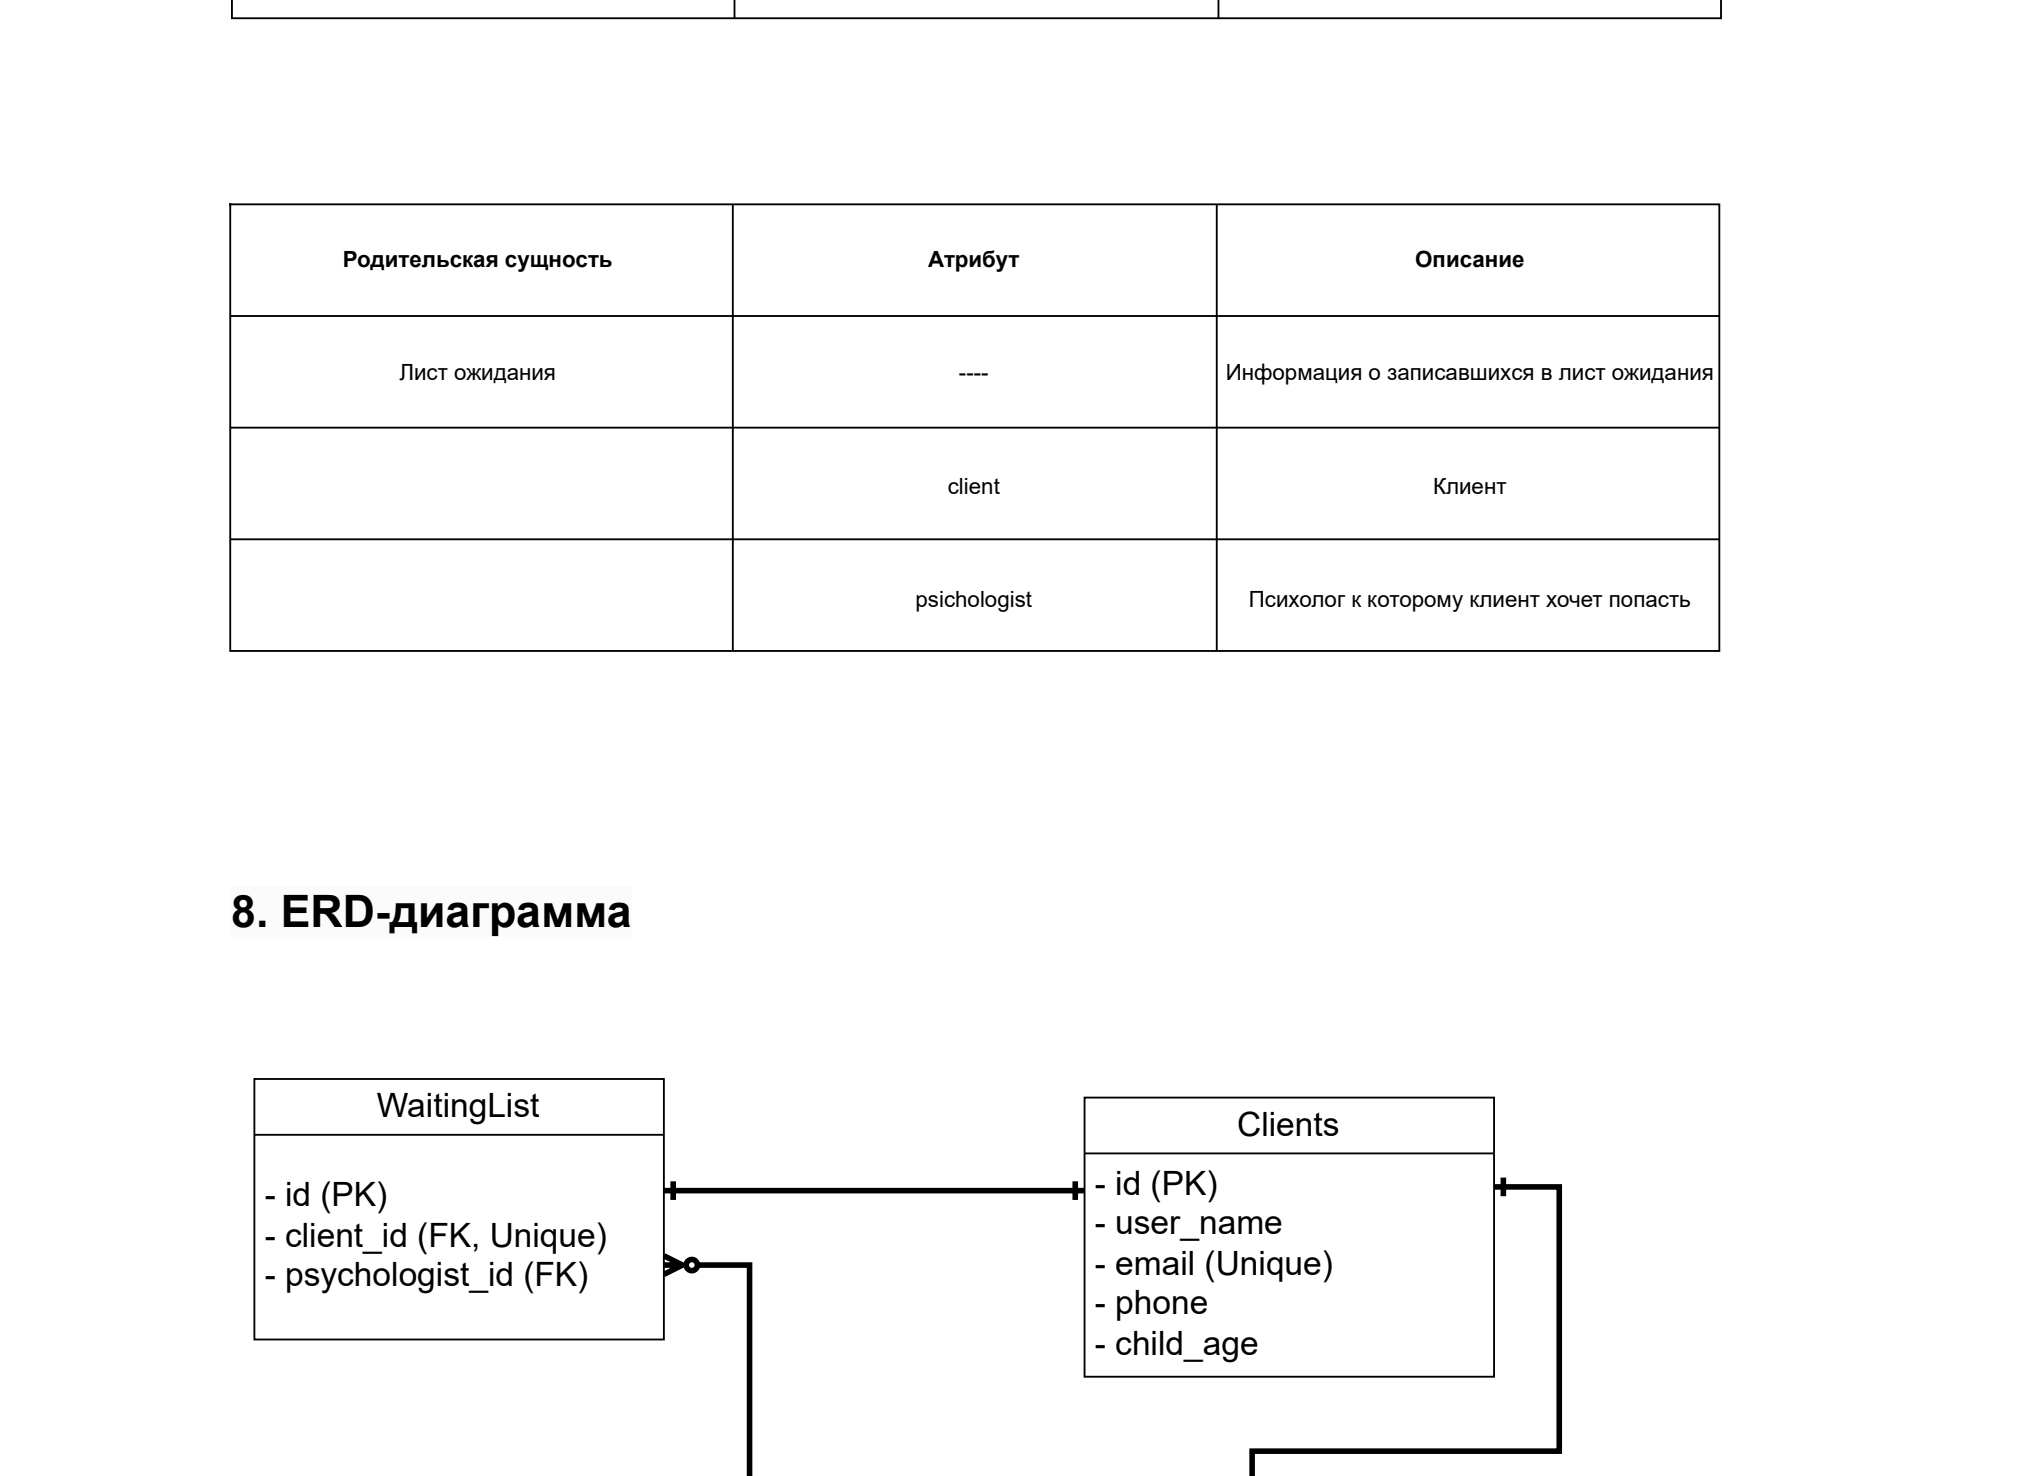 Родительская сущность
Атрибут
Описание
Лист ожидания
----
Информация о записавшихся в лист ожидания
client
Клиент
psichologist
Психолог к которому клиент хочет попасть
8. ERD-диаграмма
WaitingList
- id (PK)
- client_id (FK, Unique)
- psychologist_id (FK)
Clients
- id (PK)
- user_name
- email (Unique)
- phone
- child_age